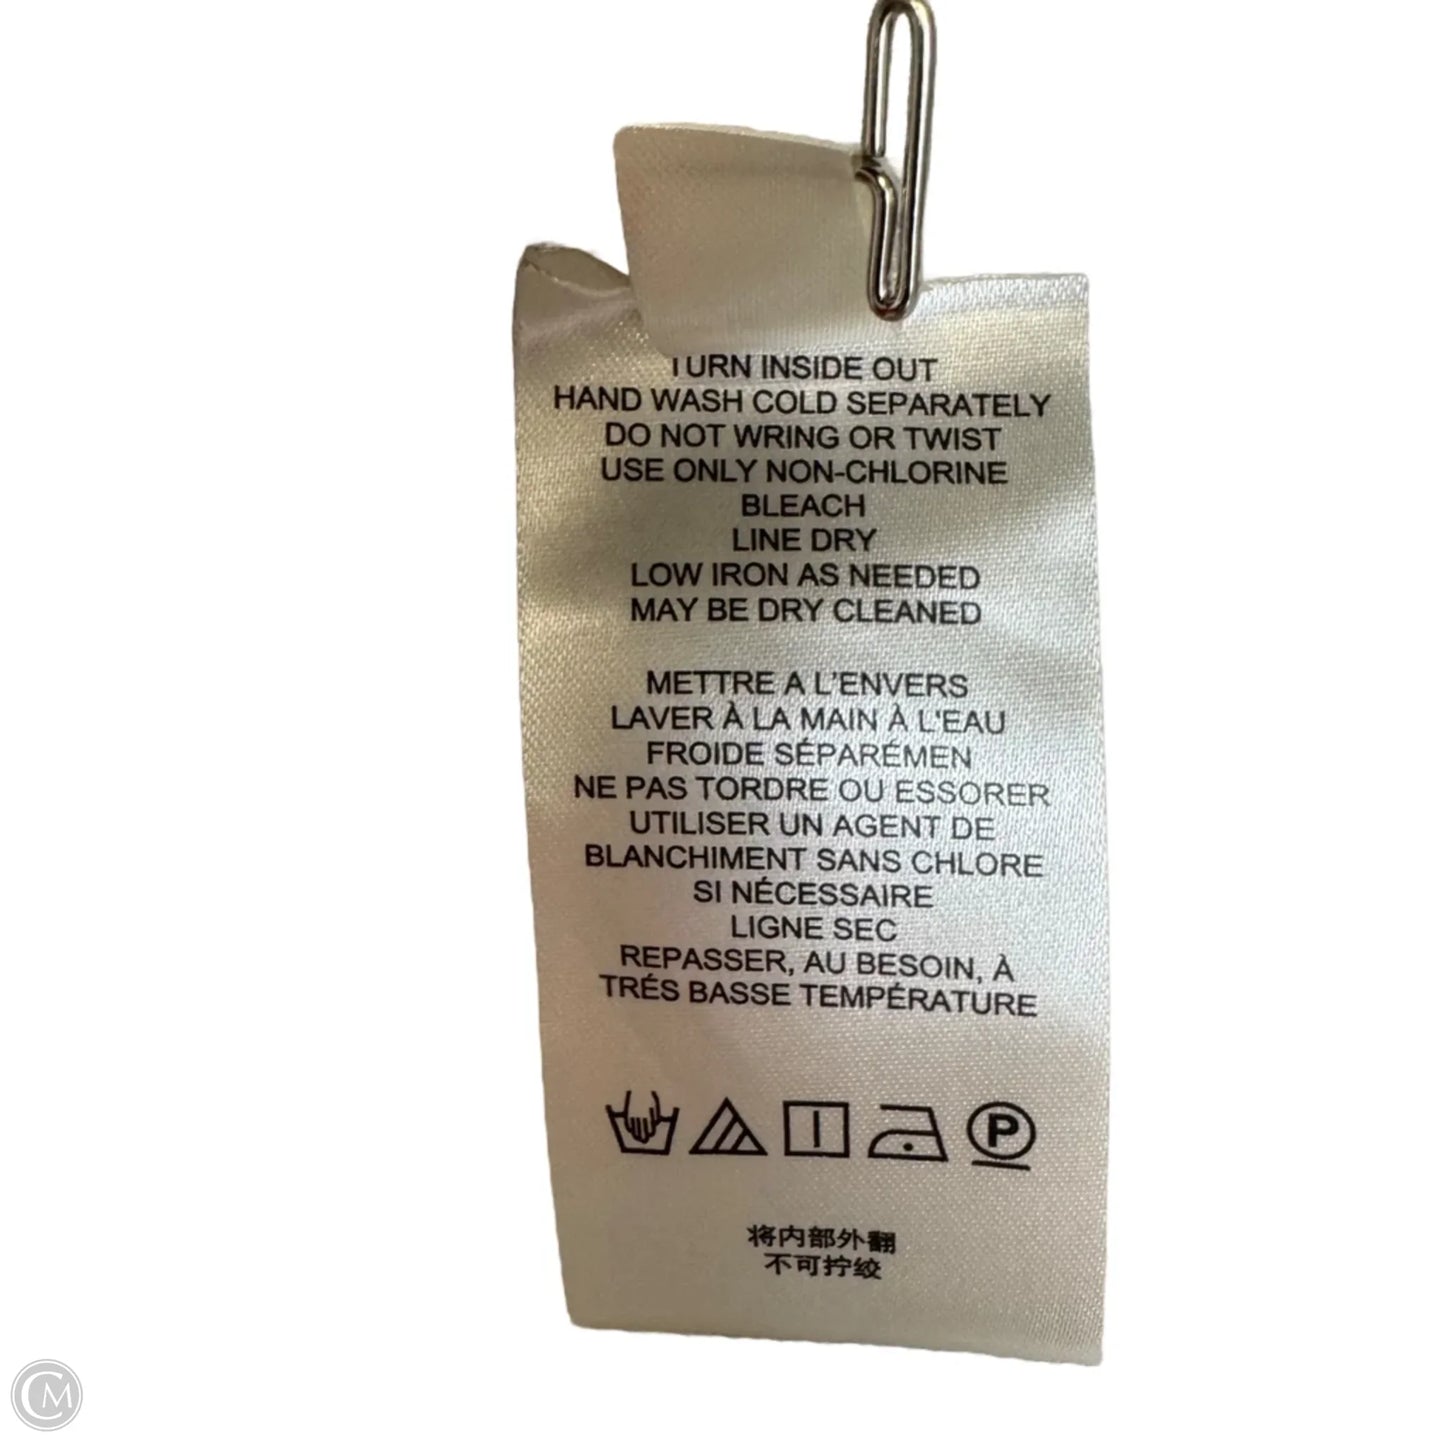 TURN INSIDE OUT
HAND WASH COLD SEPARATELY
DO NOT WRING OR TWIST
USE ONLY NON-CHLORINE
BLEACH
LINE DRY
LOW IRON AS NEEDED
MAY BE DRY CLEANED
METTRE A L'ENVERS
LAVER À LA MAIN À L'EAU
FROIDE SÉPARÉMEN
NE PAS TORDRE OU ESSORER
UTILISER UN AGENT DE
BLANCHIMENT SANS CHLORE
SI NÉCESSAIRE
LIGNE SEC
REPASSER, AU BESOIN, À
TRÉS BASSE TEMPÉRATURE
P
将内部外翻
不可拧绞
CM